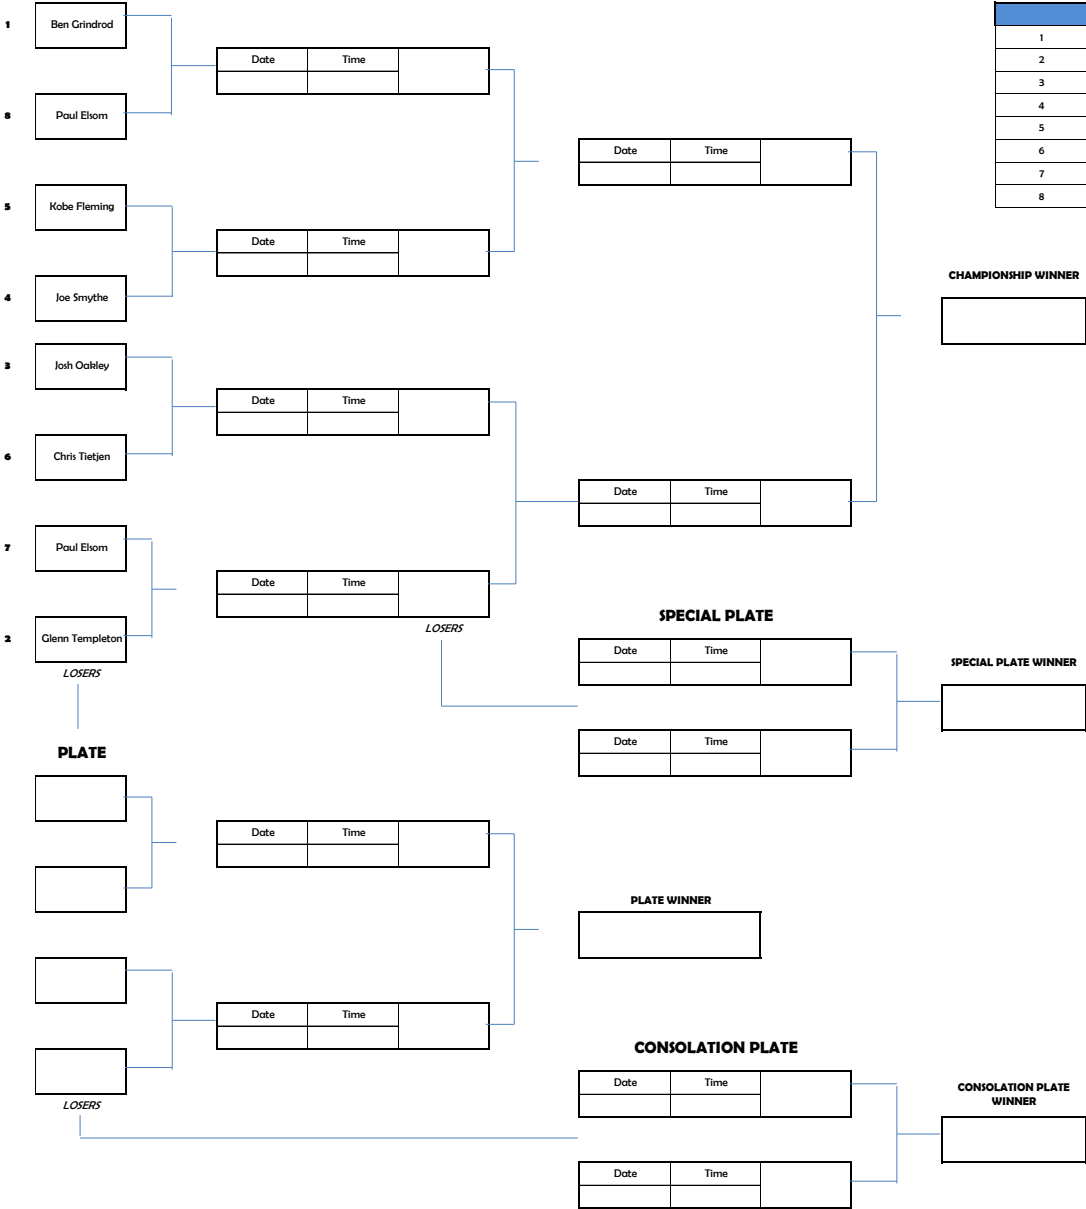 1
Ben Grindrod
Date Time
1
2
3
4
5
6
7
8
8
Paul Elsom
Date Time
5
Kobe Fleming
Date Time
4
Joe Smythe
CHAMPIONSHIP WINNER
3
Josh Oakley
Date Time
6
Chris Tietjen
Date Time
7
Paul Elsom
Date Time
LOSERS
2
Glenn Templeton
LOSERS
SPECIAL PLATE
Date Time
SPECIAL PLATE WINNER
Date Time
PLATE
Date Time
PLATE WINNER
Date Time
LOSERS
CONSOLATION PLATE
Date Time
CONSOLATION PLATE
WINNER
Date Time